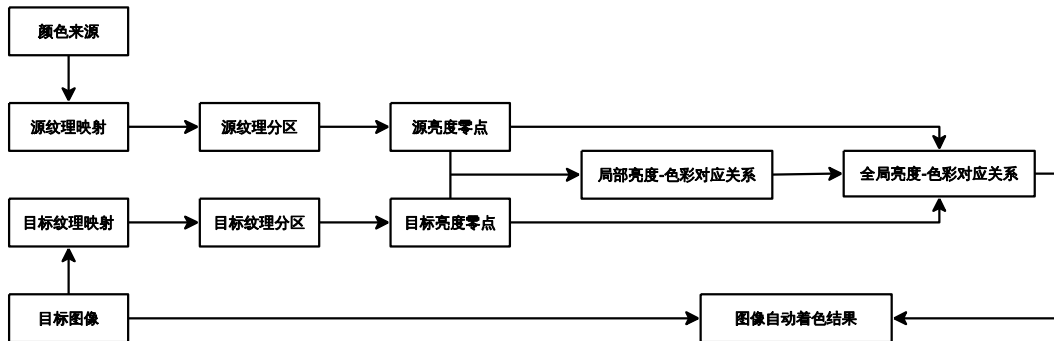 颜色来源
源纹理映射
源纹理分区
源亮度零点
局部亮度-色彩对应关系
全局亮度-色彩对应关系
目标纹理映射
目标纹理分区
目标亮度零点
目标图像
图像自动着色结果